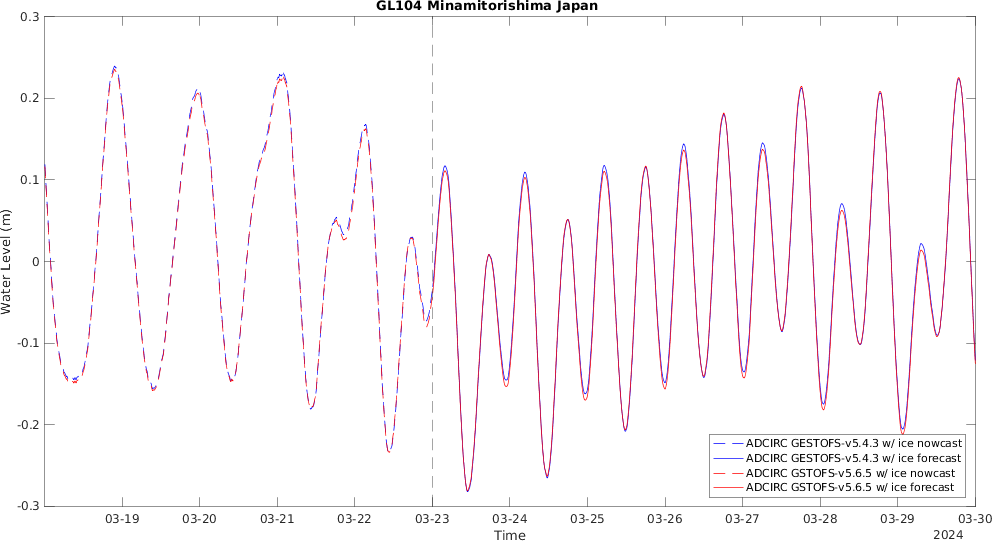 GL104 Minamitorishima Japan
0.3
0.2
0.1
0
-0.1
-0.2
-0.3
Water Level (m)
ADCIRC GESTOFS-v5.4.3 w/ ice nowcast
ADCIRC GESTOFS-v5.4.3 w/ ice forecast
ADCIRC GSTOFS-v5.6.5 w/ ice nowcast
ADCIRC GSTOFS-v5.6.5 w/ ice forecast
03-19 03-20 03-21 03-22 03-23 03-24 03-25 03-26 03-27 03-28 03-29 03-30
Time
2024